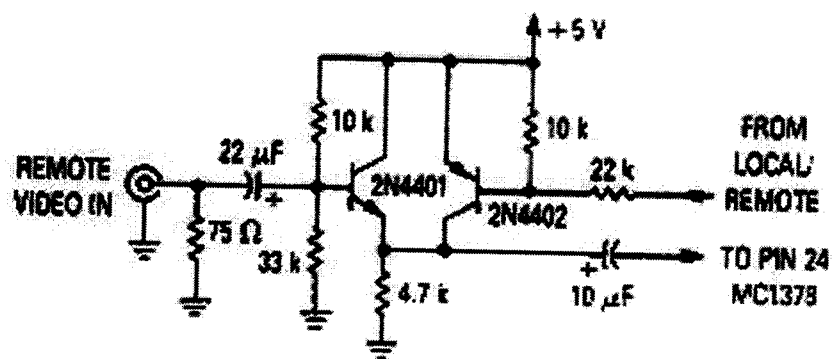 +5 V
10 k
10 k
FROM
LOCAL/
REMOTE
REMOTE
VIDEO IN
22 µF
+
2N4401
2N4402
22 k
75 Ω
33 k
4.7 k
+
10 µF
TO PIN 24
MC1378